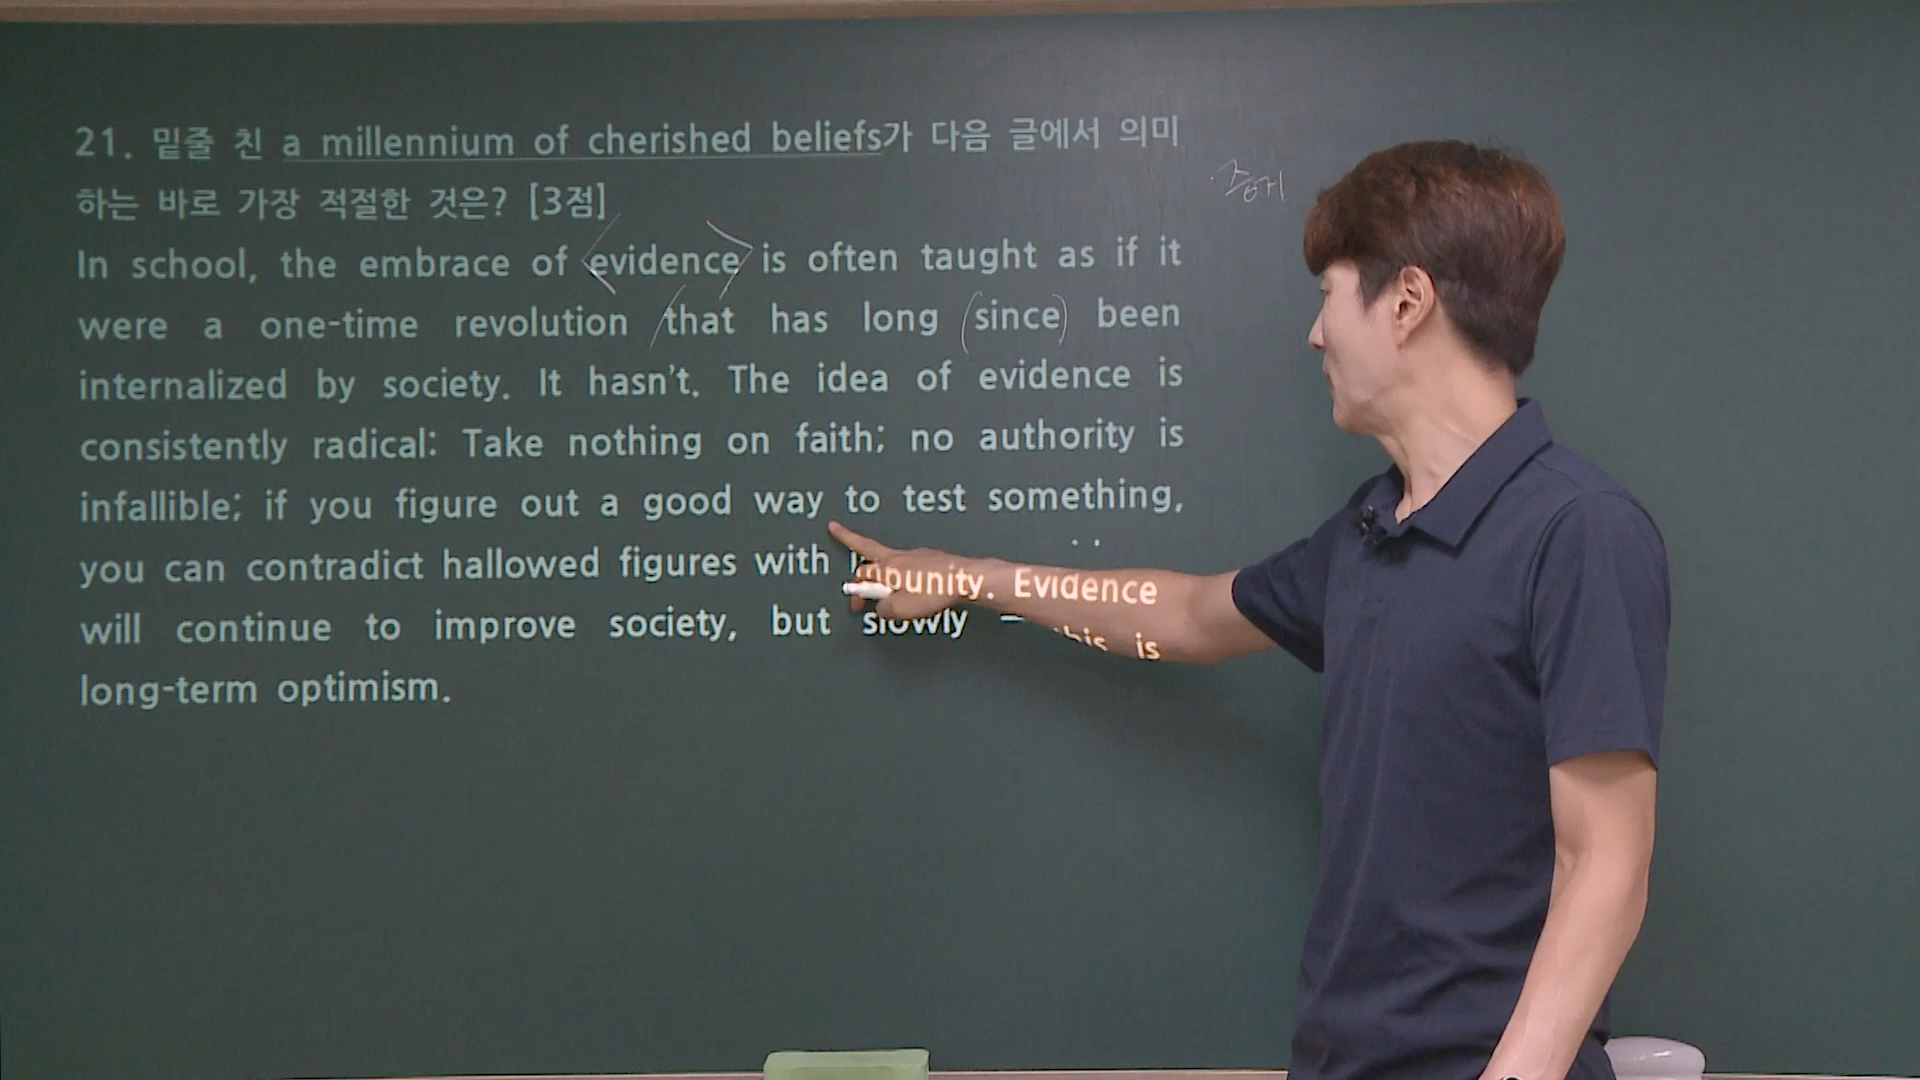 21. 밑줄 친 a millennium of cherished beliefs가 다음 글에서 의미
하는 바로 가장 적절한 것은? [3점]
증거
In school, the embrace of <evidence> is often taught as if it
were a one-time revolution /that has long (since) been
internalized by society. It hasn't. The idea of evidence is
consistently radical: Take nothing on faith; no authority is
infallible; if you figure out a good way to test something,
you can contradict hallowed figures with impunity. Evidence
will continue to improve society, but slowly — this is
long-term optimism.